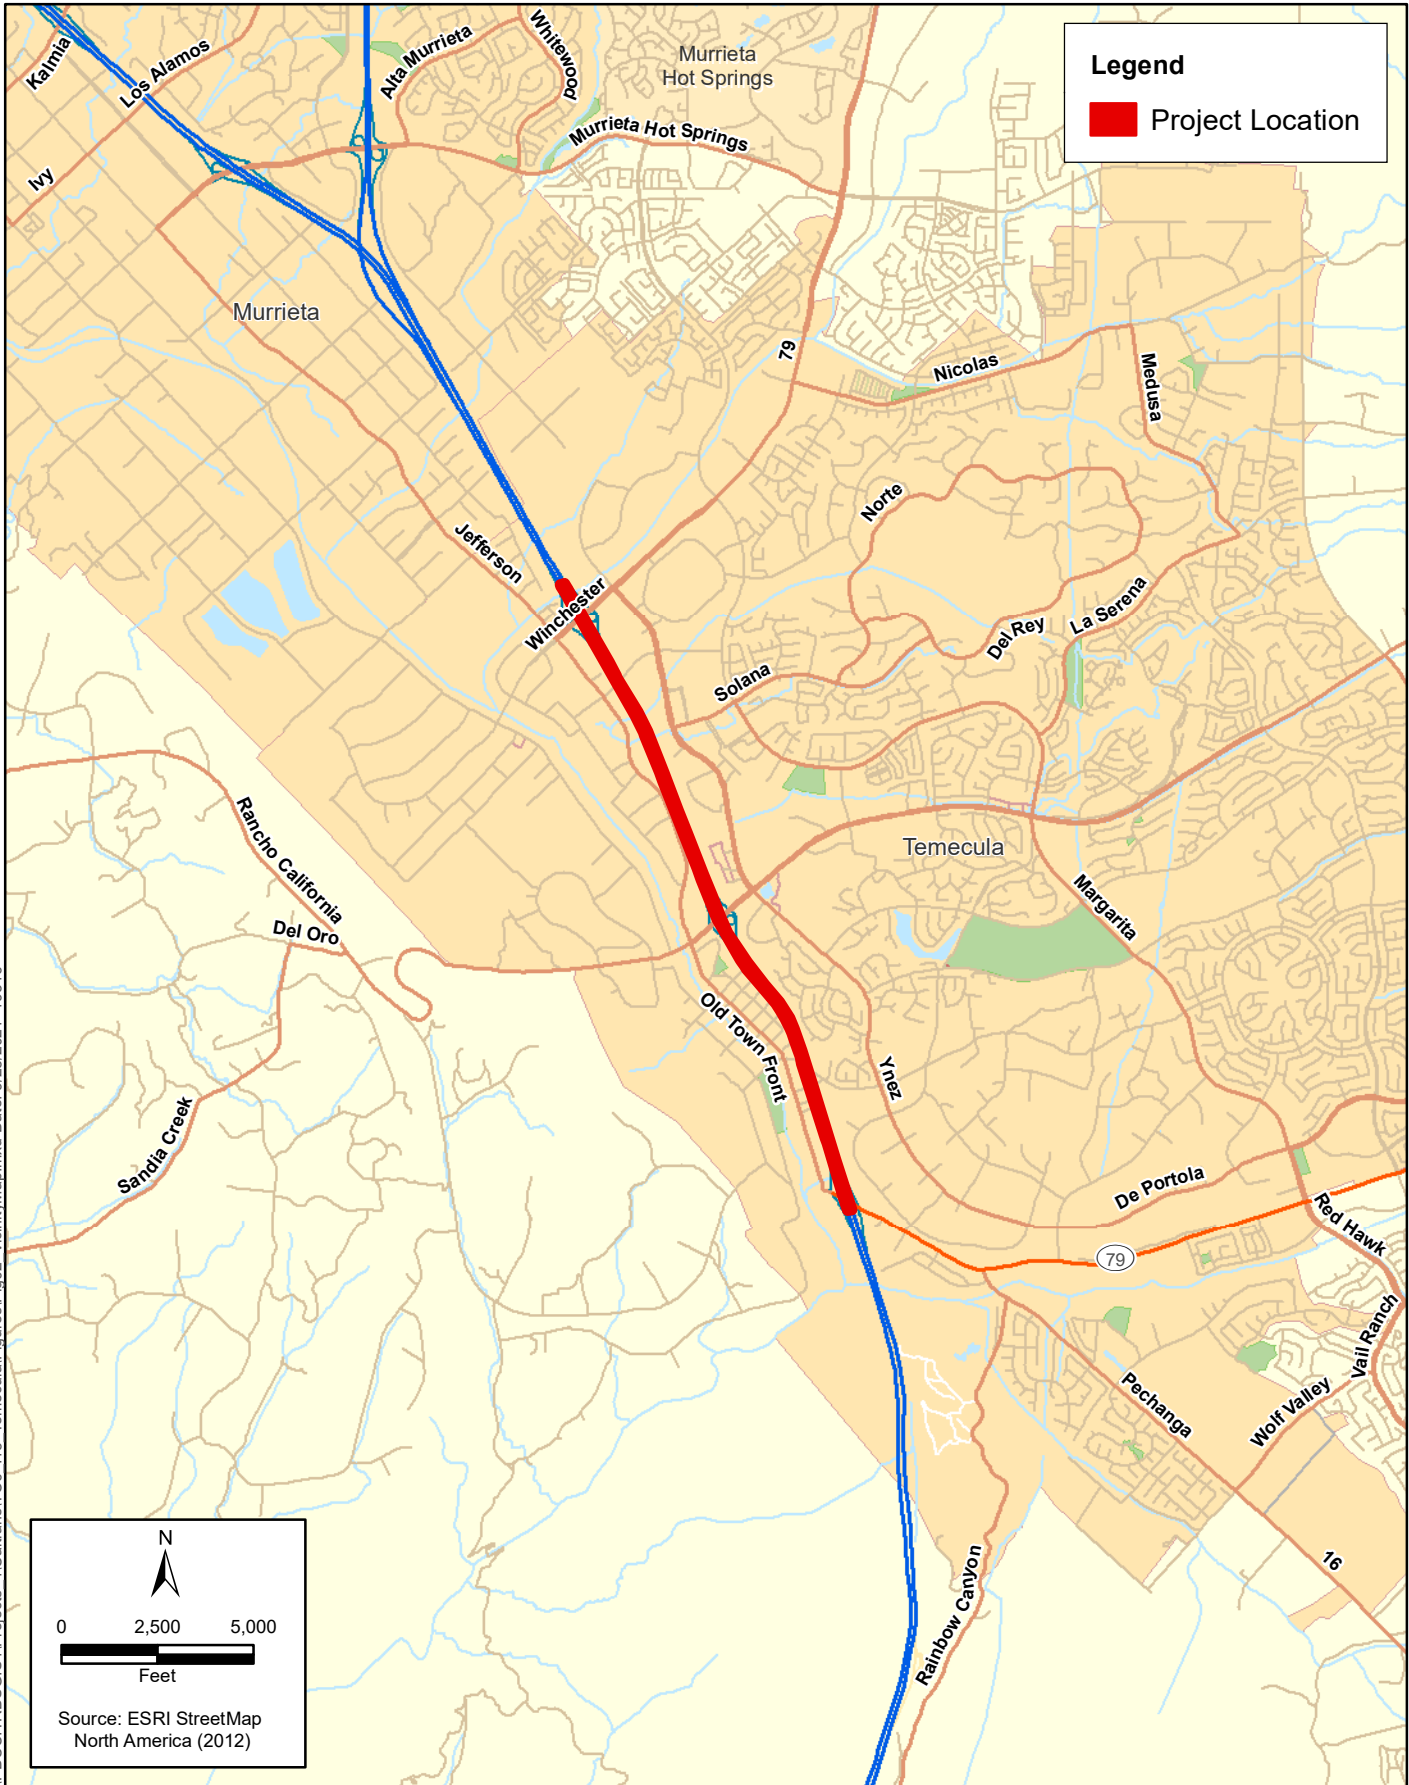 Kalmia
Los Alamos
Alta Murrieta
Whitewood
Murrieta
Hot Springs
Legend
Project Location
Ivy
Murrieta Hot Springs
Murrieta
79
Nicolas
Medusa
Norte
Jefferson
Winchester
Del Rey
La Serena
Solana
Rancho California
Temecula
Margarita
Del Oro
Old Town Front
Ynez
Sandia Creek
De Portola
Red Hawk
79
Vail Ranch
Pechanga
Wolf Valley
16
Rainbow Canyon
N
0 2,500 5,000
Feet
Source: ESRI StreetMap
North America (2012)